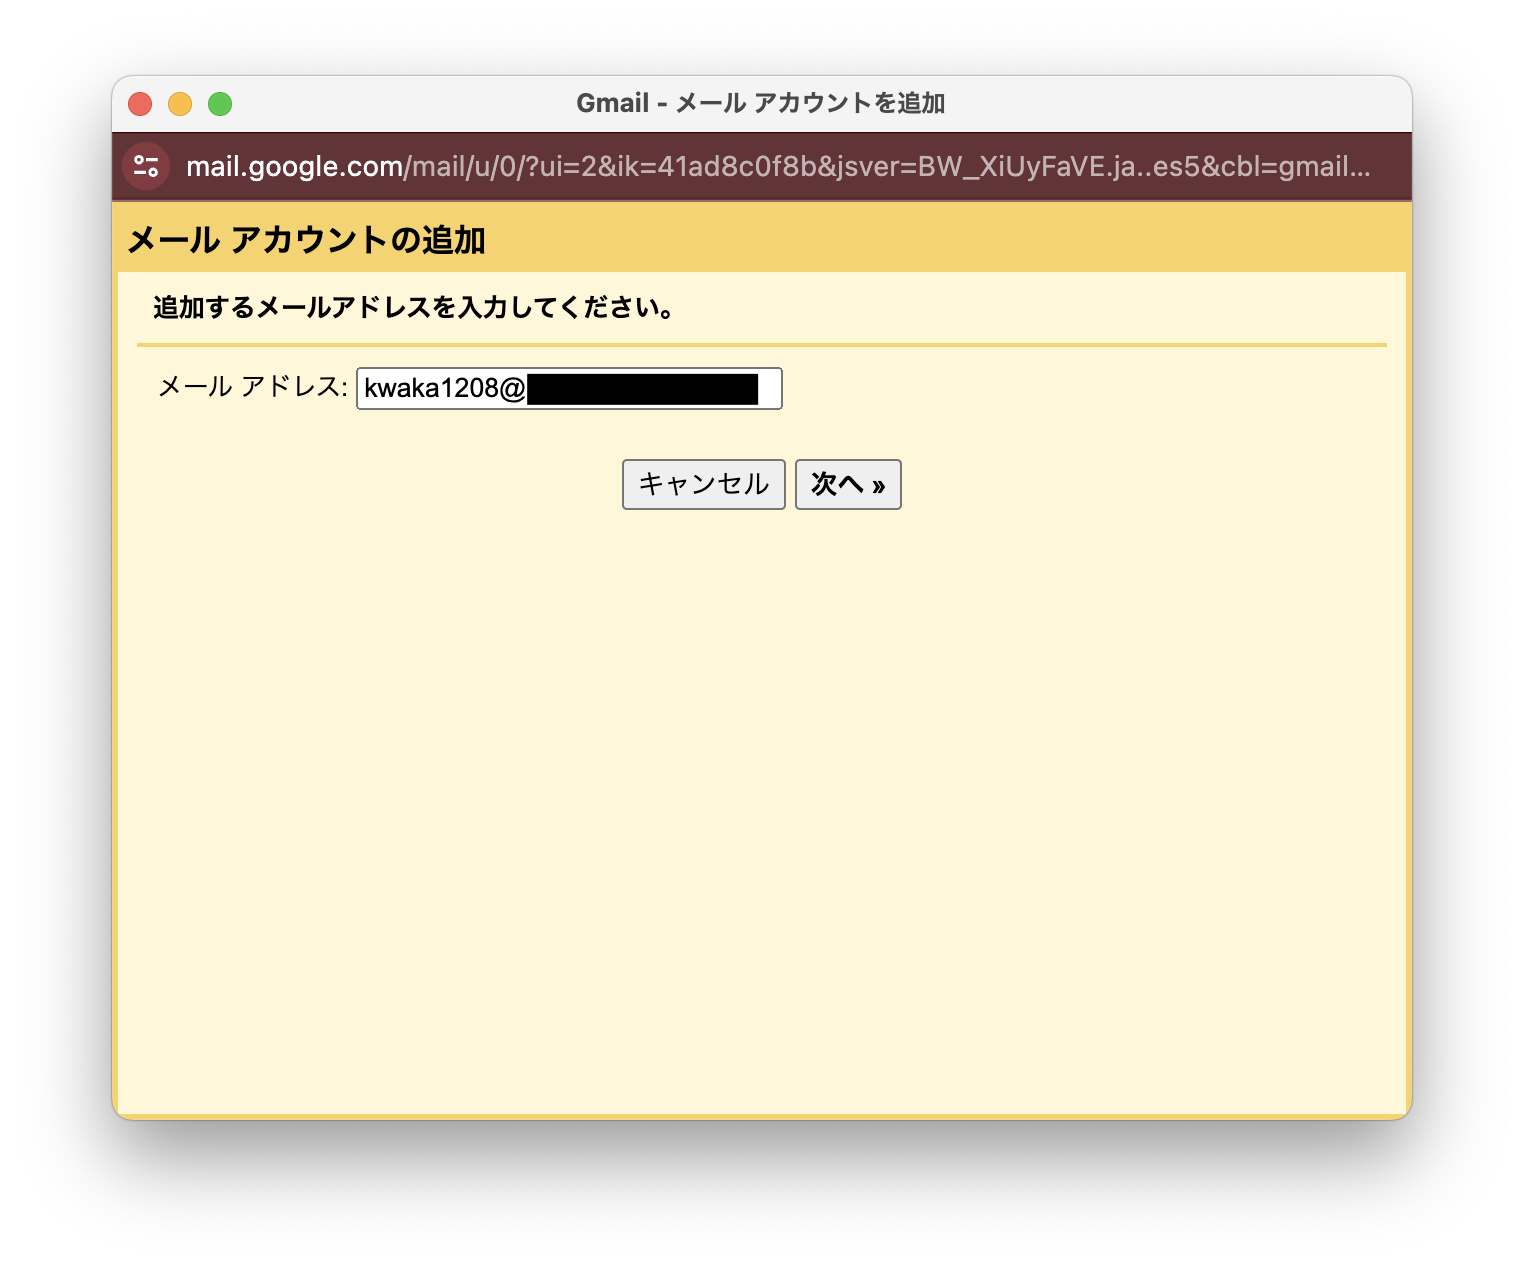 Gmail - メール アカウントを追加
mail.google.com/mail/u/0/?ui=2&ik=41ad8c0f8b&jsver=BW_XiUyFaVE.ja..es5&cbl=gmail...
メール アカウントの追加
追加するメールアドレスを入力してください。
メール アドレス: kwaka1208@
キャンセル 次へ »